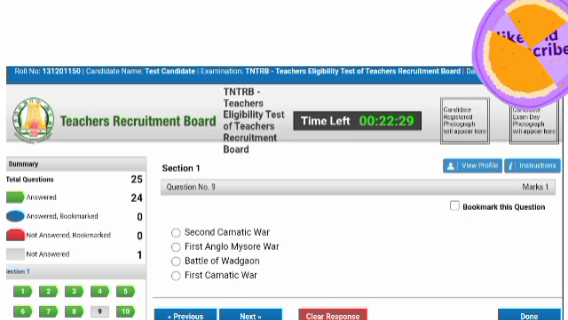 Roll No: 131201150 | Candidate Name: Test Candidate | Examination: TNTRB - Teachers Eligibility Test of Teachers Recruitment Board |
like and
Teachers Recruitment Board
TNTRB -
Teachers
Eligibility Test
of Teachers
Recruitment
Board
Time Left 00:22:29
Candidate
Registered
Photograph
will appear here
Candidate
Exam Day
Photograph
will appear here
Summary
Total Questions 25
Answered 24
Answered, Bookmarked 0
Not Answered, Bookmarked 0
Not Answered 1
Section 1
1 2 3 4 5
6 7 8 9 10
Section 1
View Profile
Instructions
Question No. 9
Marks 1
Bookmark this Question
Second Carnatic War
First Anglo Mysore War
Battle of Wadgaon
First Carnatic War
« Previous
Next »
Clear Response
Done